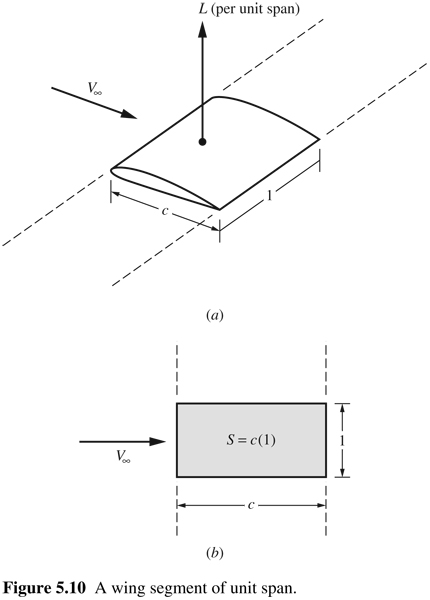 L (per unit span)
V∞
1
c
(a)
S = c(1)
1
V∞
c
(b)
Figure 5.10 A wing segment of unit span.